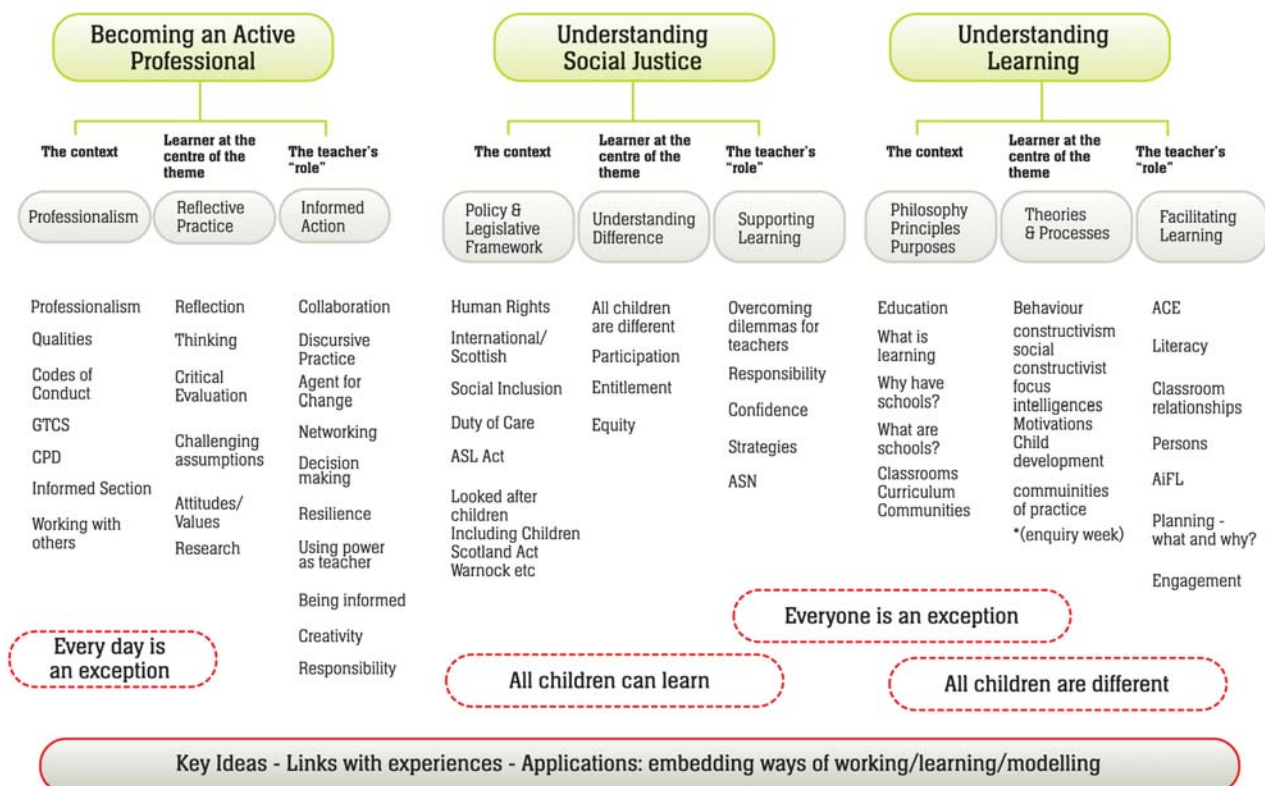 Becoming an Active
Professional
The context
Learner at the
centre of the
theme
The teacher's
"role"
Professionalism
Reflective
Practice
Informed
Action
Professionalism
Qualities
Codes of
Conduct
GTCS
CPD
Informed Section
Working with
others
Reflection
Thinking
Critical
Evaluation
Challenging
assumptions
Attitudes/
Values
Research
Collaboration
Discursive
Practice
Agent for
Change
Networking
Decision
making
Resilience
Using power
as teacher
Being informed
Creativity
Responsibility
Every day is
an exception
Understanding
Social Justice
The context
Learner at the
centre of the
theme
The teacher's
"role"
Policy &
Legislative
Framework
Understanding
Difference
Supporting
Learning
Human Rights
International/
Scottish
Social Inclusion
Duty of Care
ASL Act
Looked after
children
Including Children
Scotland Act
Warnock etc
All children
are different
Participation
Entitlement
Equity
Overcoming
dilemmas for
teachers
Responsibility
Confidence
Strategies
ASN
Understanding
Learning
The context
Learner at the
centre of the
theme
The teacher's
"role"
Philosophy
Principles
Purposes
Theories
& Processes
Facilitating
Learning
Education
What is
learning
Why have
schools?
What are
schools?
Classrooms
Curriculum
Communities
Behaviour
constructivism
social
constructivist
focus
intelligences
Motivations
Child
development
commuinities
of practice
*(enquiry week)
ACE
Literacy
Classroom
relationships
Persons
AiFL
Planning -
what and why?
Engagement
Everyone is an exception
All children can learn
All children are different
Key Ideas - Links with experiences - Applications: embedding ways of working/learning/modelling